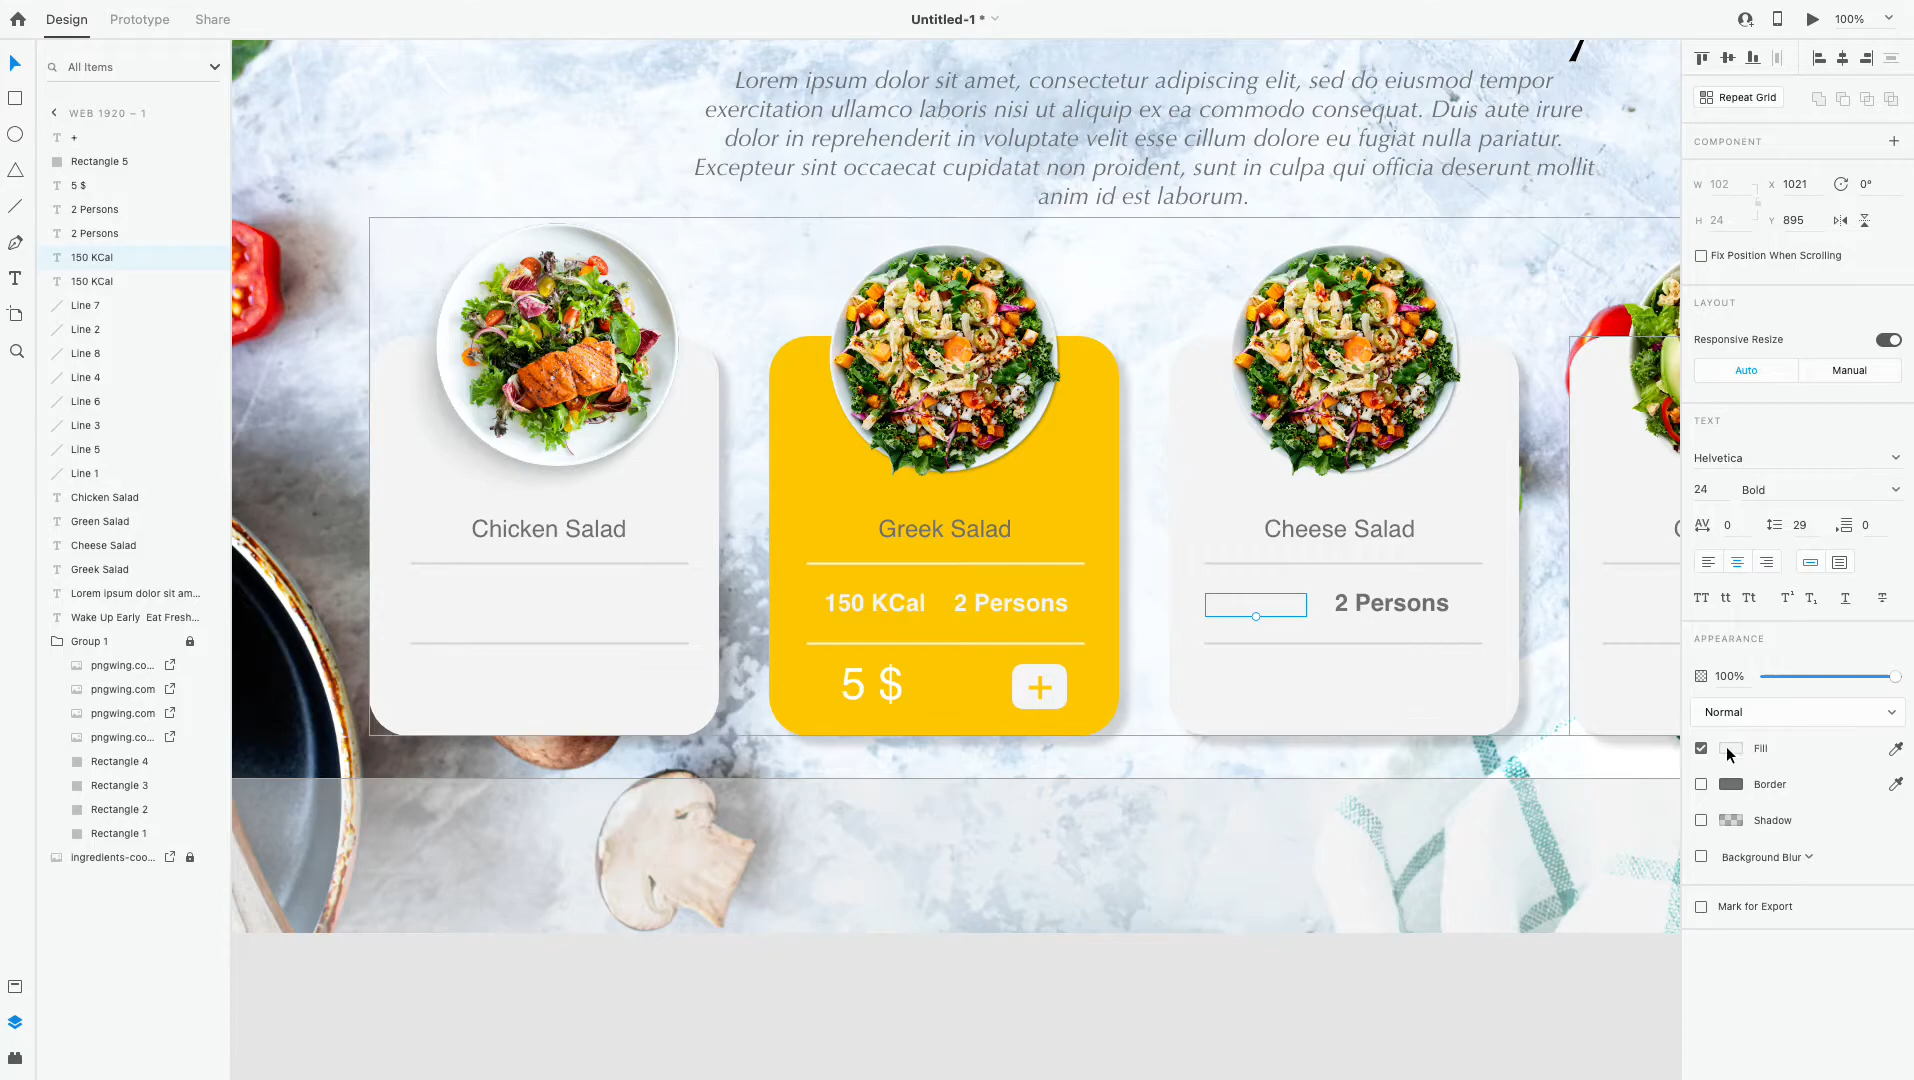 Design
Prototype
Share
Untitled-1 *
100%
All Items
WEB 1920 – 1
+
Rectangle 5
5 $
2 Persons
2 Persons
150 KCal
150 KCal
Line 7
Line 2
Line 8
Line 4
Line 6
Line 3
Line 5
Line 1
Chicken Salad
Green Salad
Cheese Salad
Greek Salad
Lorem ipsum dolor sit am...
Wake Up Early  Eat Fresh...
Group 1
pngwing.co...
pngwing.com
pngwing.com
pngwing.co...
Rectangle 4
Rectangle 3
Rectangle 2
Rectangle 1
ingredients-coo...
Lorem ipsum dolor sit amet, consectetur adipiscing elit, sed do eiusmod tempor
exercitation ullamco laboris nisi ut aliquip ex ea commodo consequat. Duis aute irure
dolor in reprehenderit in voluptate velit esse cillum dolore eu fugiat nulla pariatur.
Excepteur sint occaecat cupidatat non proident, sunt in culpa qui officia deserunt mollit
anim id est laborum.
Chicken Salad
Greek Salad
150 KCal
2 Persons
5 $
+
Cheese Salad
2 Persons
Repeat Grid
COMPONENT
W 102
X 1021
0°
H 24
Y 895
Fix Position When Scrolling
LAYOUT
Responsive Resize
Auto
Manual
TEXT
Helvetica
24
Bold
AV 0
29
0
TT tt Tt T¹ T₁ T T
APPEARANCE
100%
Normal
Fill
Border
Shadow
Background Blur
Mark for Export